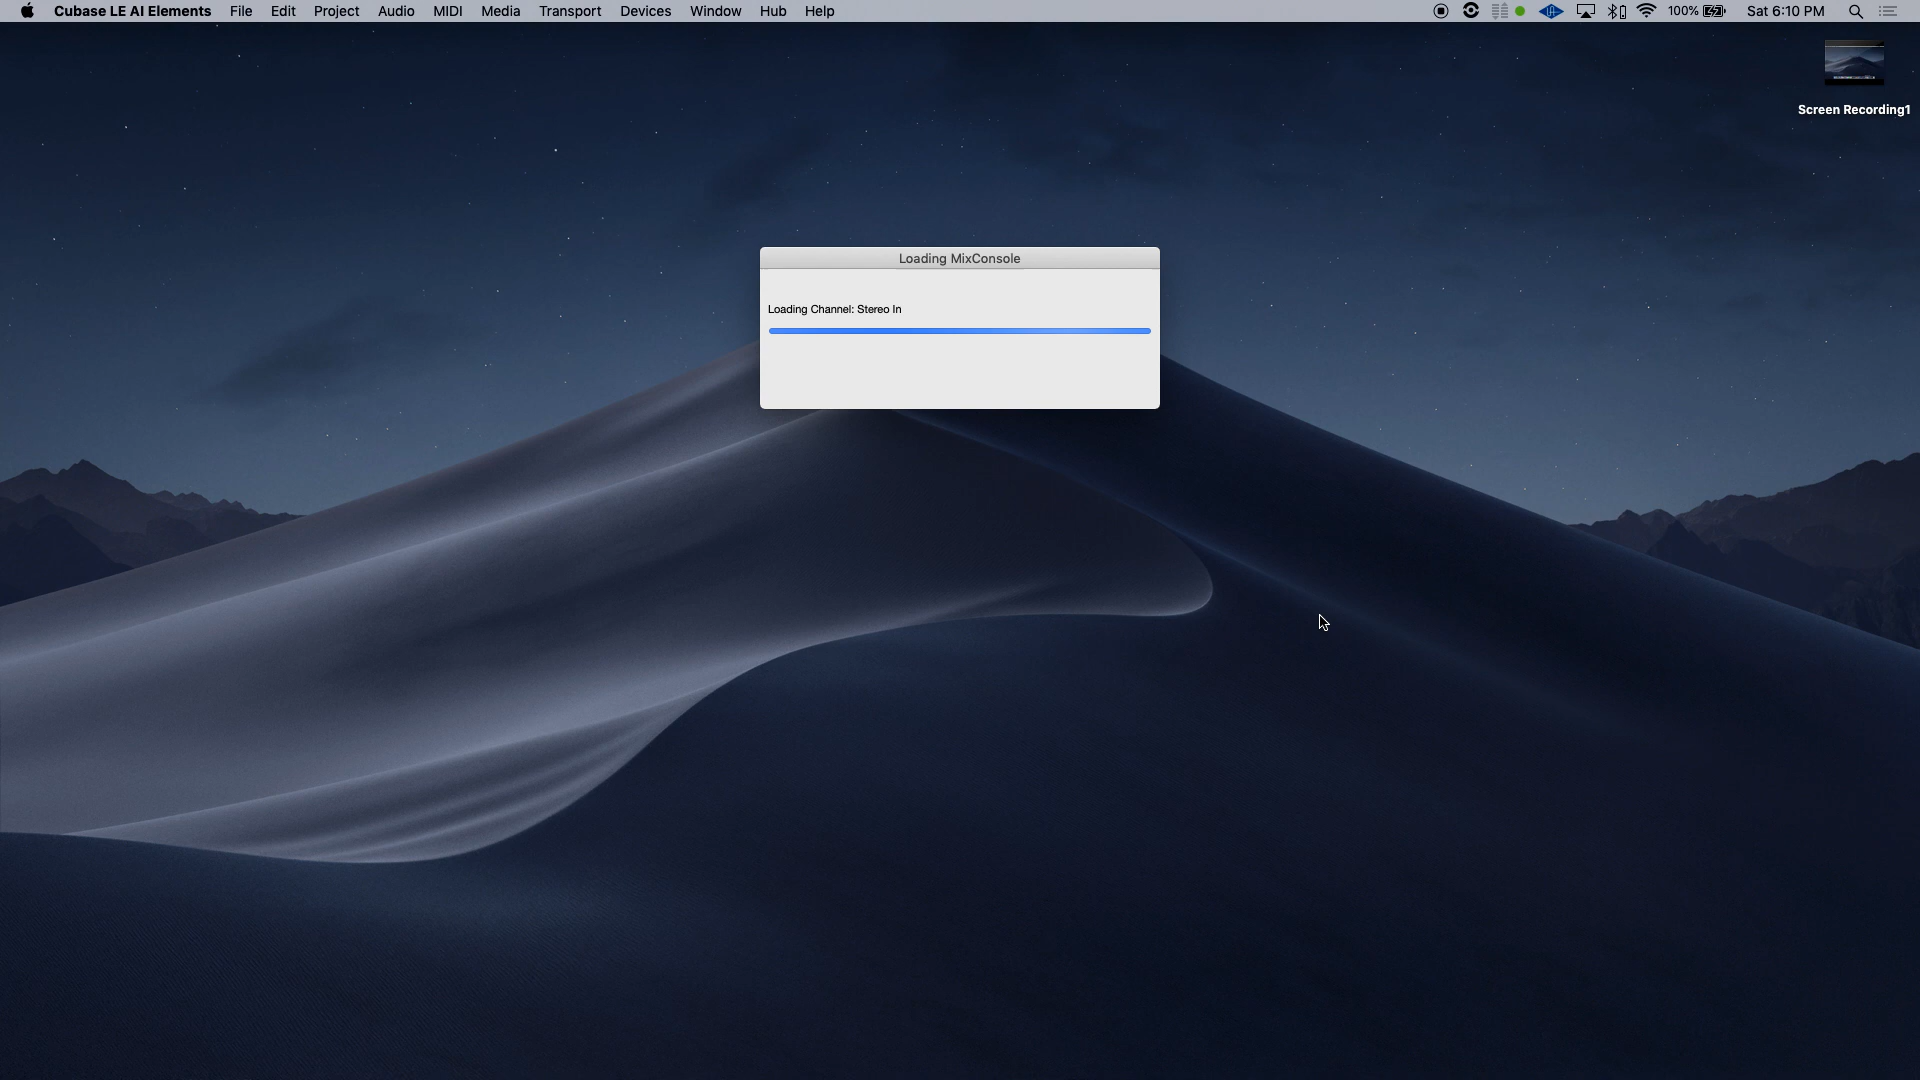 Cubase LE AI Elements File Edit Project Audio MIDI Media Transport Devices Window Hub Help 100% Sat 6:10 PM
Screen Recording1
Loading MixConsole
Loading Channel: Stereo In